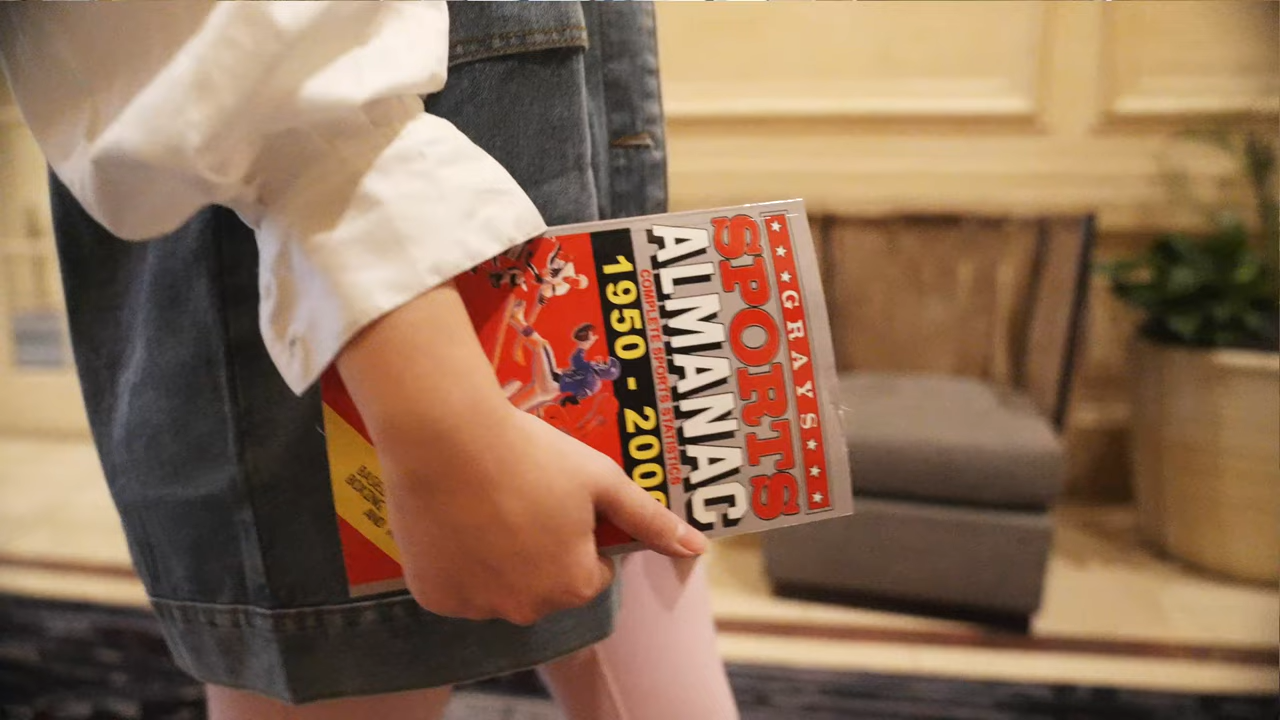 GRAYS
SPORTS
ALMANAC
COMPLETE SPORTS STATISTICS
1950 - 2000